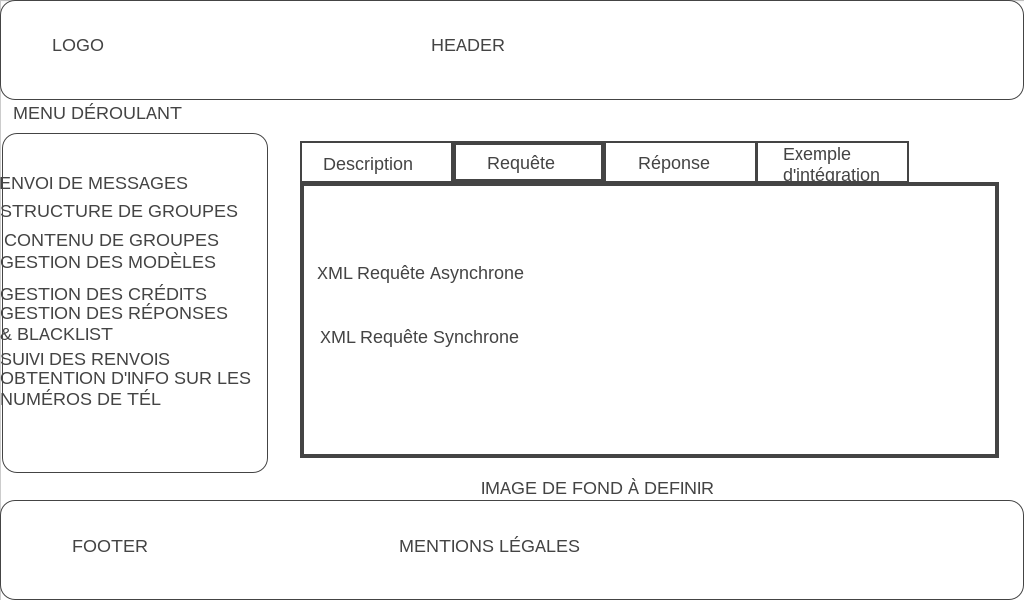 LOGO
HEADER
MENU DÉROULANT
ENVOI DE MESSAGES
STRUCTURE DE GROUPES
CONTENU DE GROUPES
GESTION DES MODÈLES
GESTION DES CRÉDITS
GESTION DES RÉPONSES
& BLACKLIST
SUIVI DES RENVOIS
OBTENTION D'INFO SUR LES
NUMÉROS DE TÉL
Description
Requête
Réponse
Exemple
d'intégration
XML Requête Asynchrone
XML Requête Synchrone
IMAGE DE FOND À DEFINIR
FOOTER
MENTIONS LÉGALES